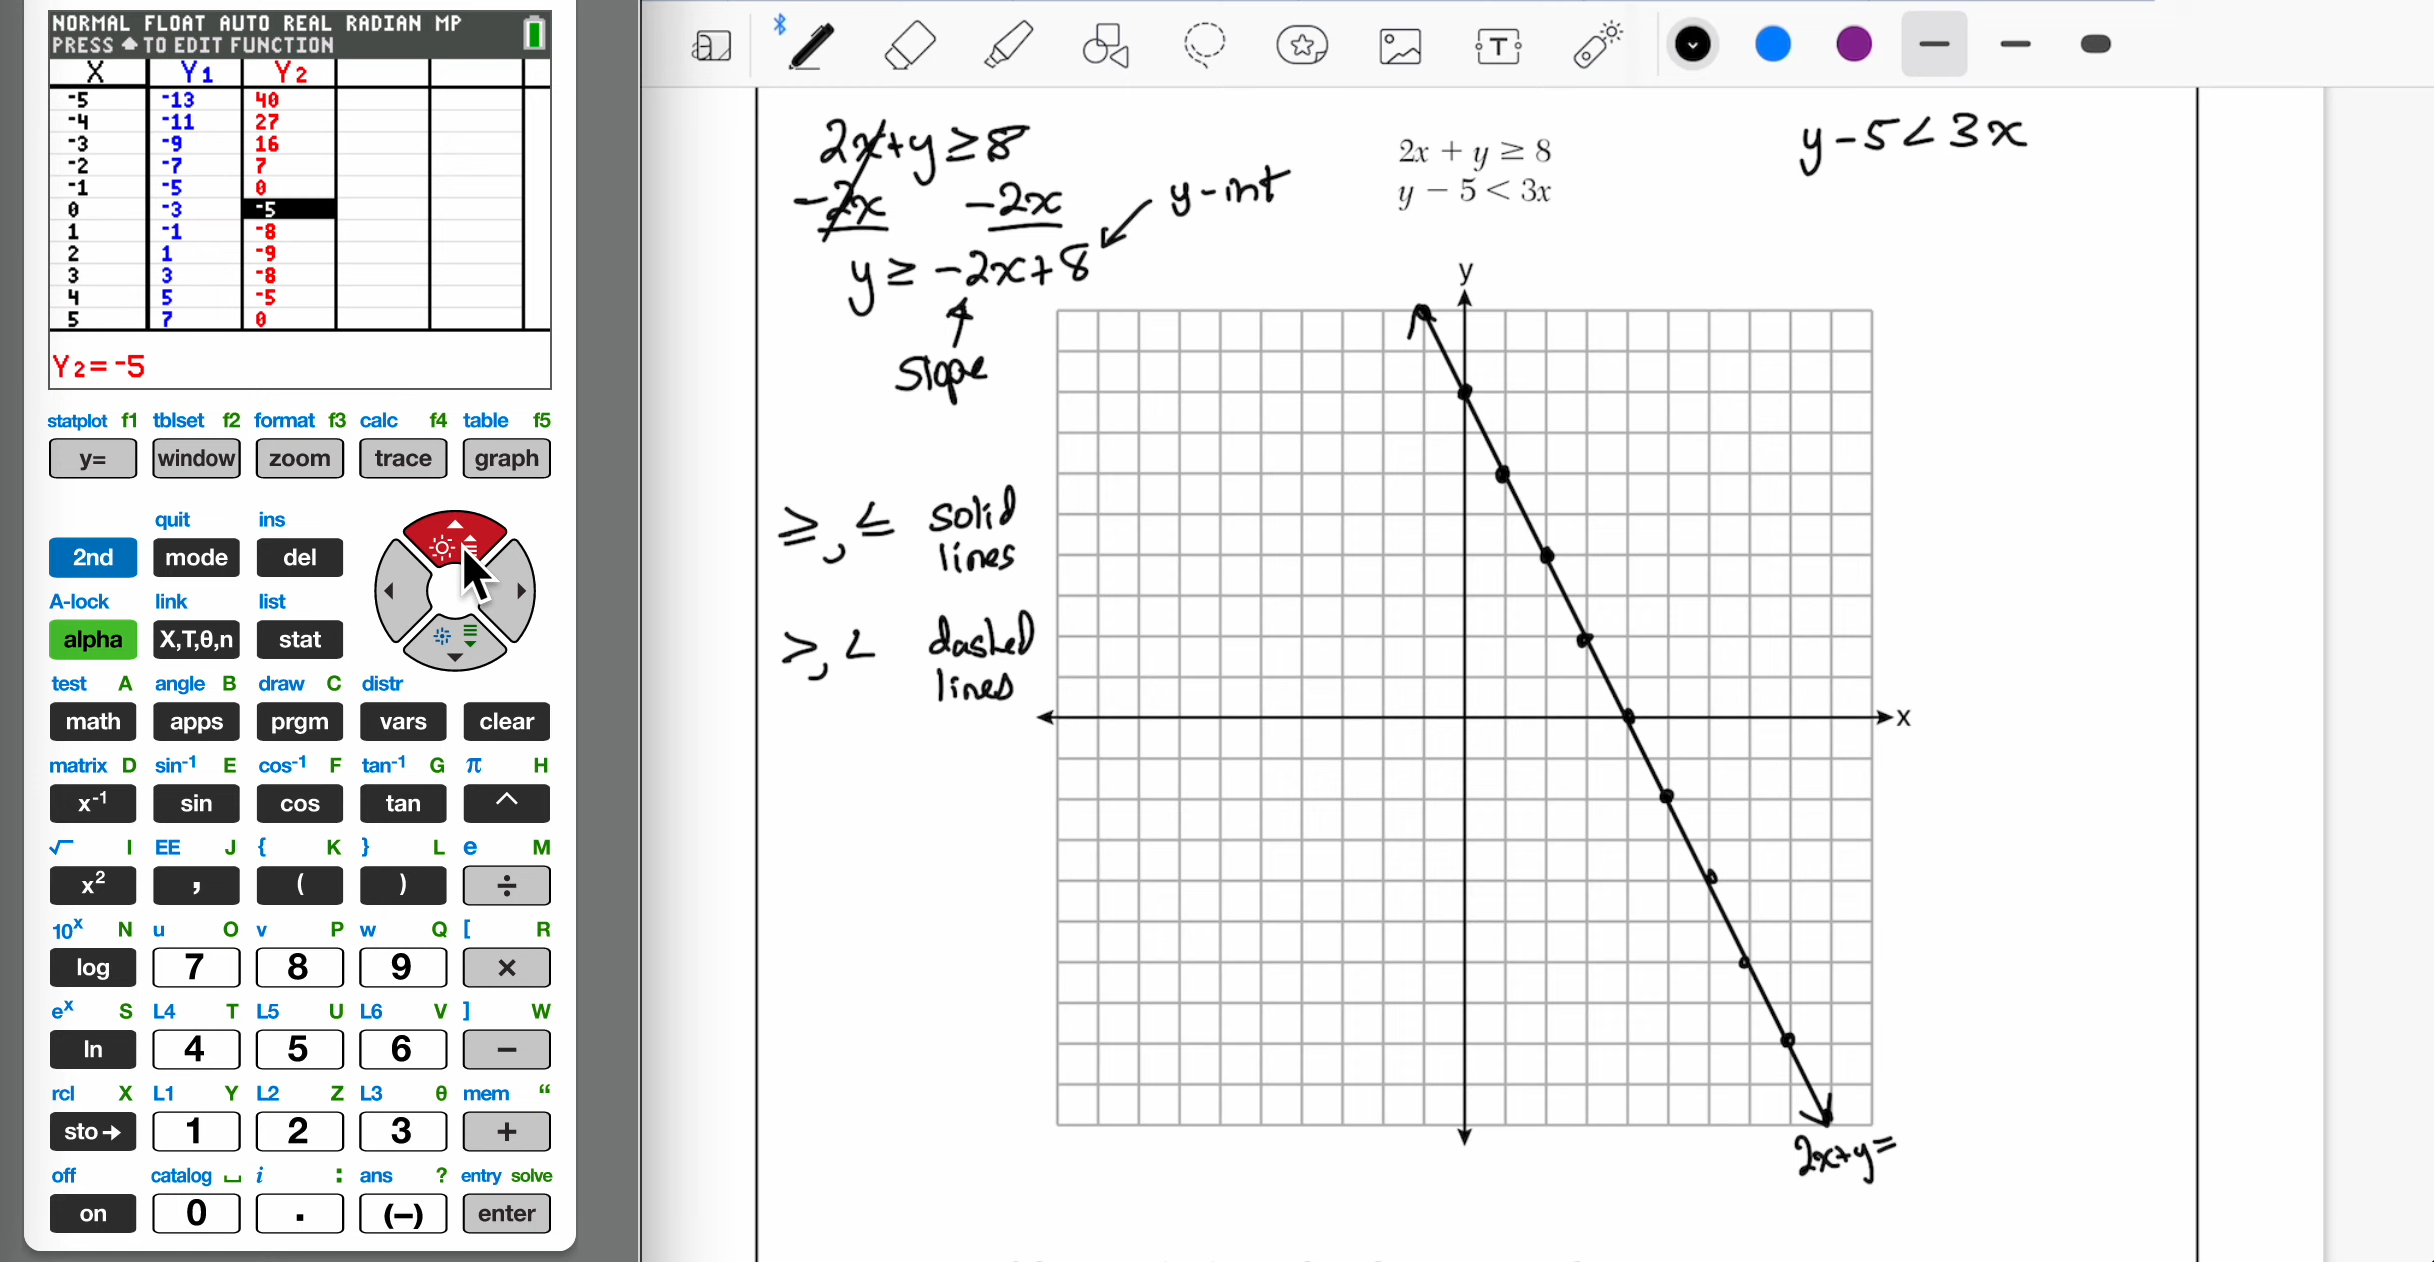 NORMAL FLOAT AUTO REAL RADIAN MP
PRESS TO EDIT FUNCTION
X Y1 Y2
-5 -13 40
-4 -11 27
-3 -9 16
-2 -7 7
-1 -5 0
0 -3 -5
1 -1 -8
2 1 -9
3 3 -8
4 5 -5
5 7 0
Y2=-5
statplot f1 tblset f2 format f3 calc f4 table f5
y= window zoom trace graph
quit ins
2nd mode del
A-lock link list
alpha X,T,θ,n stat
test A angle B draw C distr
math apps prgm vars clear
matrix D sin-1 E cos-1 F tan-1 G π H
x-1 sin cos tan ^
√ I EE J { K } L e M
x2 , ( ) ÷
10x N u O v P w Q [ R
log 7 8 9 ×
ex S L4 T L5 U L6 V ] W
ln 4 5 6 −
rcl X L1 Y L2 Z L3 θ mem “
sto→ 1 2 3 +
off catalog ⎵ i : ans ? entry solve
on 0 . (−) enter
T
2x+y≥8
-2x -2x
y≥-2x+8
y-int
slope
2x + y ≥ 8
y − 5 < 3x
y-5<3x
≥,≤ solid
lines
>,< dashed
lines
y
x
2x+y=